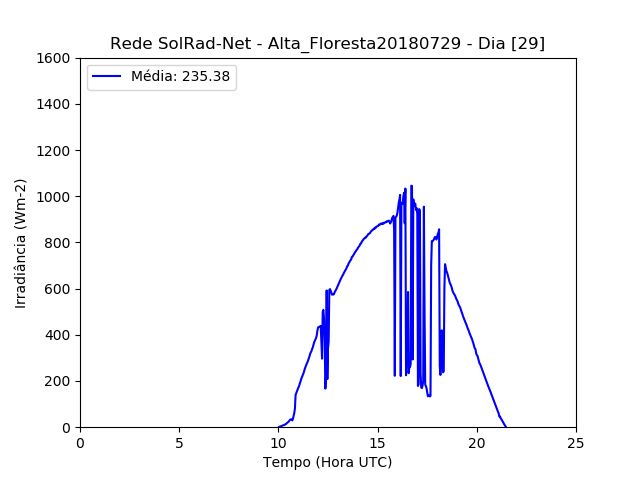 Rede SolRad-Net - Alta_Floresta20180729 - Dia [29]
Média: 235.38
Irradiância (Wm-2)
1600
1400
1200
1000
800
600
400
200
0
0 5 10 15 20 25
Tempo (Hora UTC)